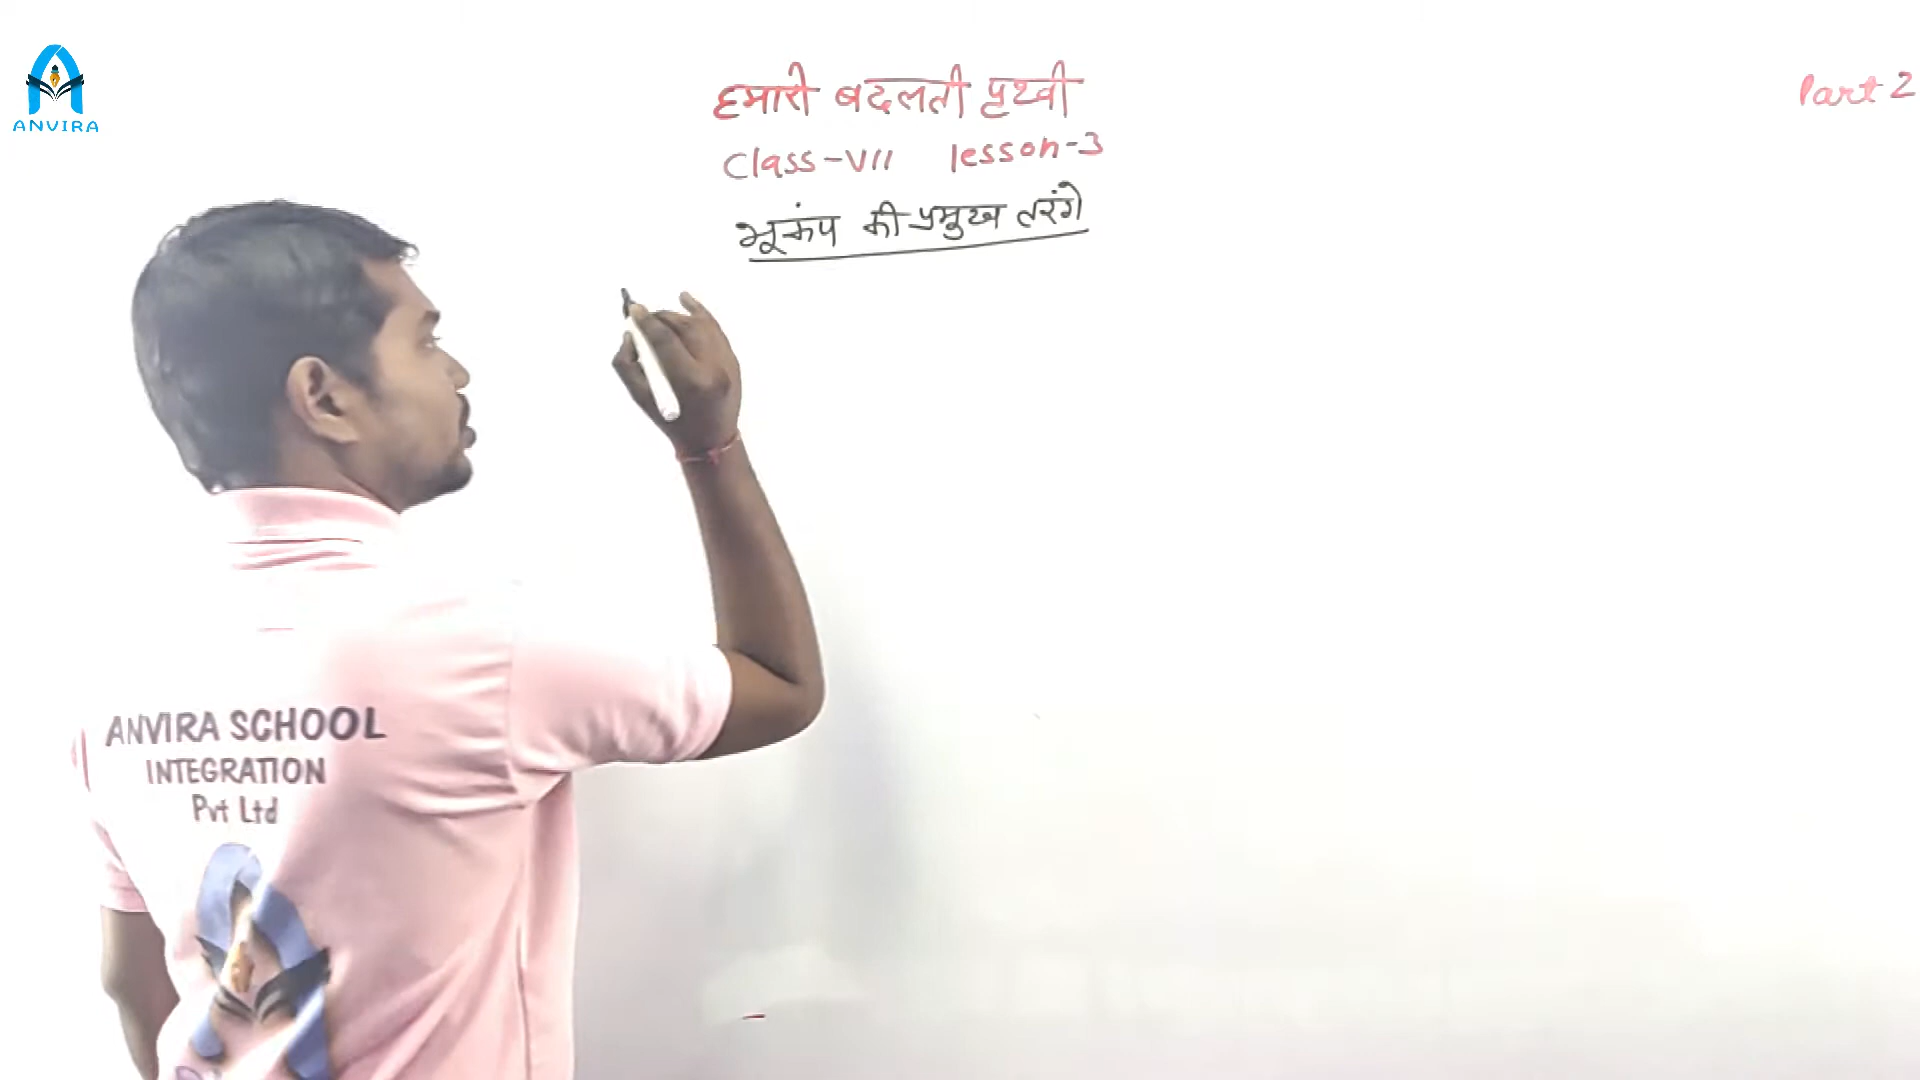 ANVIRA
हमारी बदलती पृथ्वी
Part 2
Class-VII lesson-3
भूकंप की प्रमुख तरंगे
ANVIRA SCHOOL
INTEGRATION
Pvt Ltd